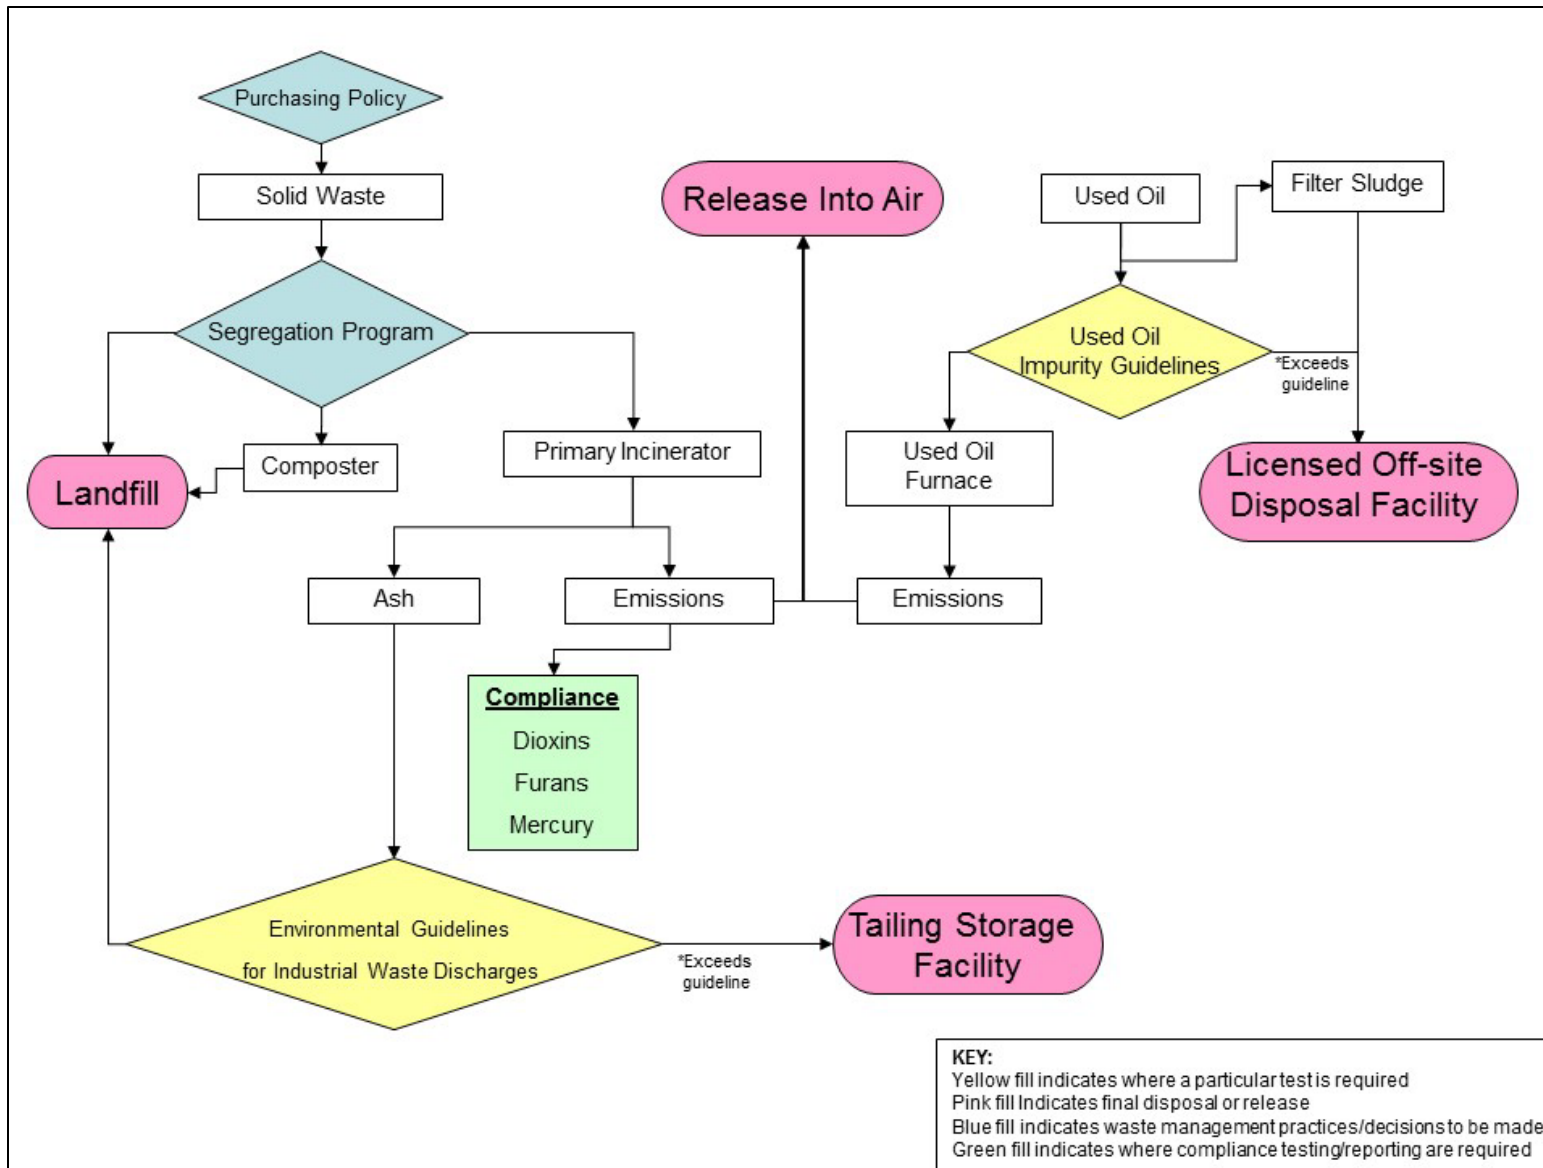 Purchasing Policy
Solid Waste
Segregation Program
Landfill
Composter
Primary Incinerator
Ash
Emissions
Compliance
Dioxins
Furans
Mercury
Environmental Guidelines
for Industrial Waste Discharges
*Exceeds
guideline
Tailing Storage
Facility
Release Into Air
Used Oil
Filter Sludge
Used Oil
Impurity Guidelines
*Exceeds
guideline
Used Oil
Furnace
Emissions
Licensed Off-site
Disposal Facility
KEY:
Yellow fill indicates where a particular test is required
Pink fill Indicates final disposal or release
Blue fill indicates waste management practices/decisions to be made
Green fill indicates where compliance testing/reporting are required